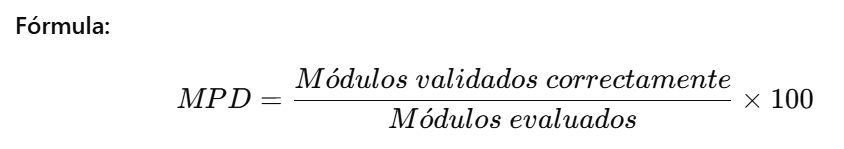 Fórmula:
MPD = Módulos validados correctamente / Módulos evaluados × 100